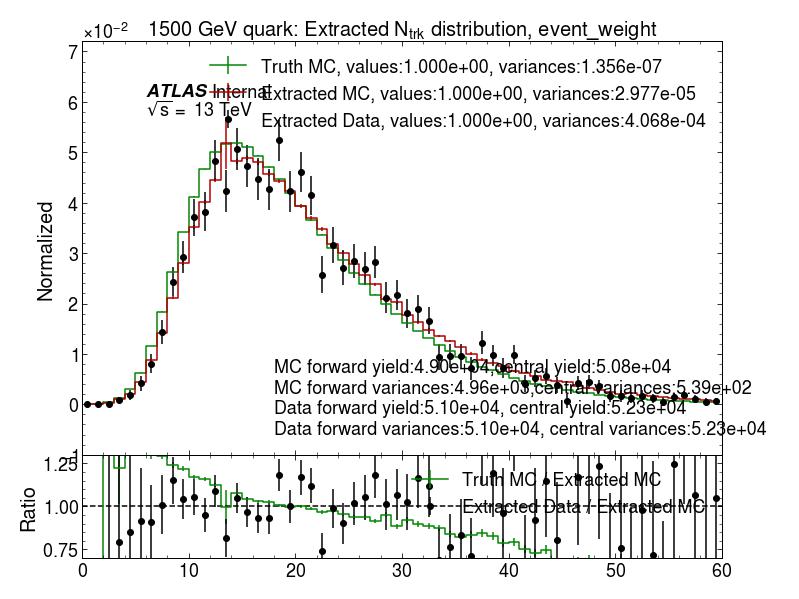 ×10⁻² 1500 GeV quark: Extracted Nₜᵣₖ distribution, event_weight
Truth MC, values:1.000e+00, variances:1.356e-07
ATLAS Internal
Extracted MC, values:1.000e+00, variances:2.977e-05
√s = 13 TeV
Extracted Data, values:1.000e+00, variances:4.068e-04
7
6
5
4
3
2
1
0
Normalized
MC forward yield:4.90e+04, central yield:5.08e+04
MC forward variances:4.96e+03, central variances:5.39e+02
Data forward yield:5.10e+04, central yield:5.23e+04
Data forward variances:5.10e+04, central variances:5.23e+04
1.25
1.00
0.75
Ratio
Truth MC / Extracted MC
Extracted Data / Extracted MC
0 10 20 30 40 50 60